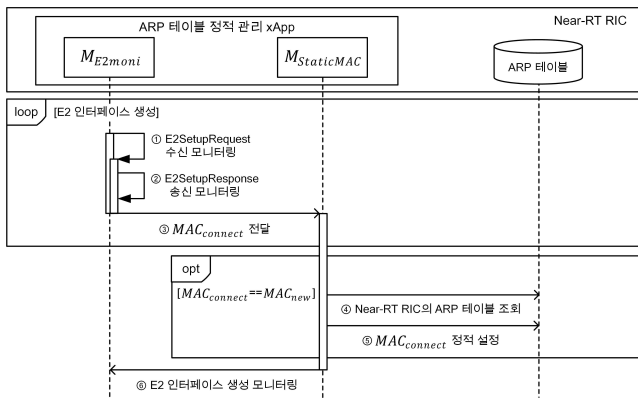 Near-RT RIC
ARP 테이블 정적 관리 xApp
M_E2moni
M_StaticMAC
ARP 테이블
loop
[E2 인터페이스 생성]
① E2SetupRequest
수신 모니터링
② E2SetupResponse
송신 모니터링
③ MAC_connect 전달
opt
[MAC_connect==MAC_new]
④ Near-RT RIC의 ARP 테이블 조회
⑤ MAC_connect 정적 설정
⑥ E2 인터페이스 생성 모니터링